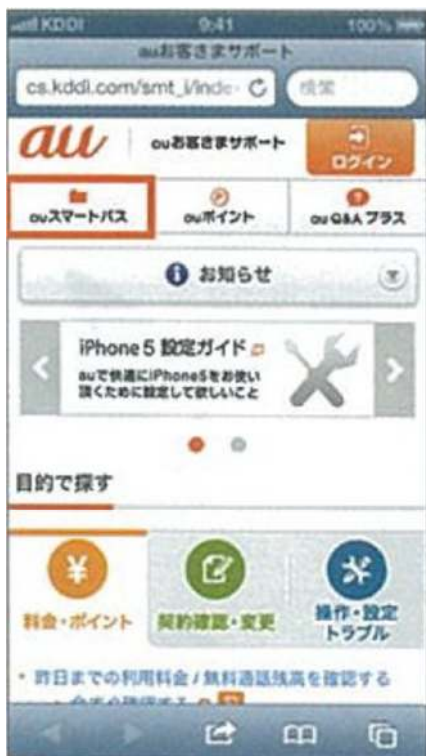 KDDI 9:41 100%
auお客さまサポート
cs.kddi.com/smt_i/inde
検索
au auお客さまサポート ログイン
auスマートパス auポイント au Q&A プラス
お知らせ
iPhone 5 設定ガイド
auで快適にiPhone5をお使い
頂くために設定して欲しいこと
目的で探す
¥
料金・ポイント 契約確認・変更 操作・設定
トラブル
・昨日までの利用料金/無料通話残高を確認する